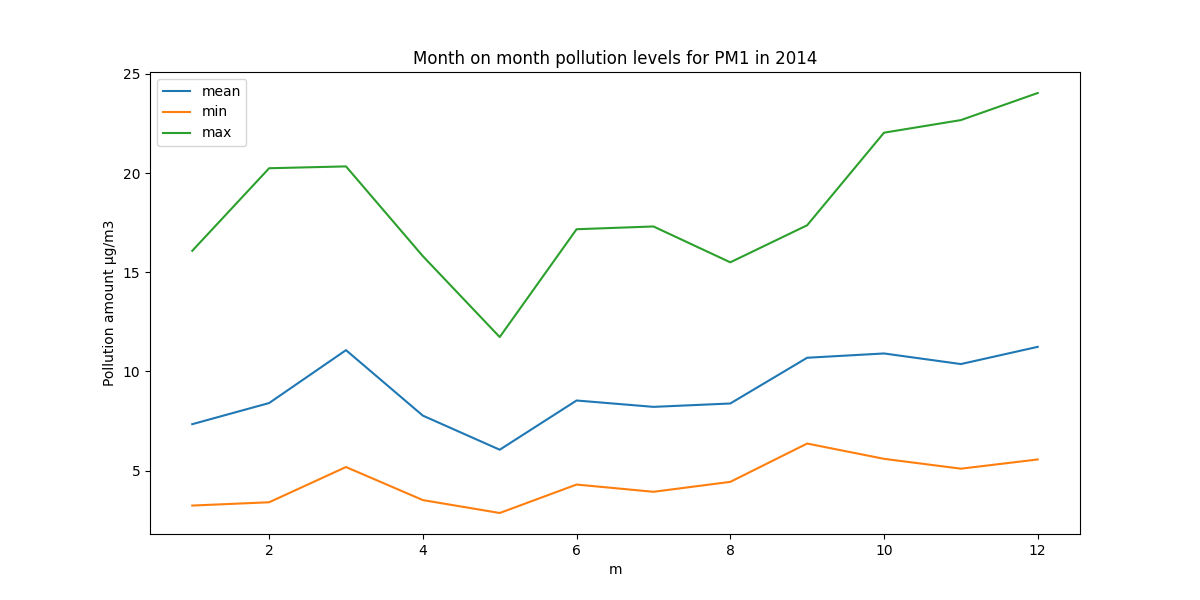 Month on month pollution levels for PM1 in 2014
25
20
15
10
5
Pollution amount µg/m3
mean
min
max
2 4 6 8 10 12
m